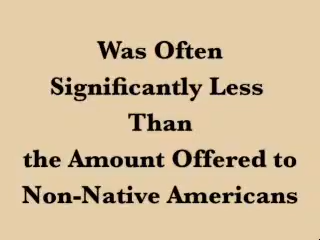 Was Often
Significantly Less
Than
the Amount Offered to
Non-Native Americans